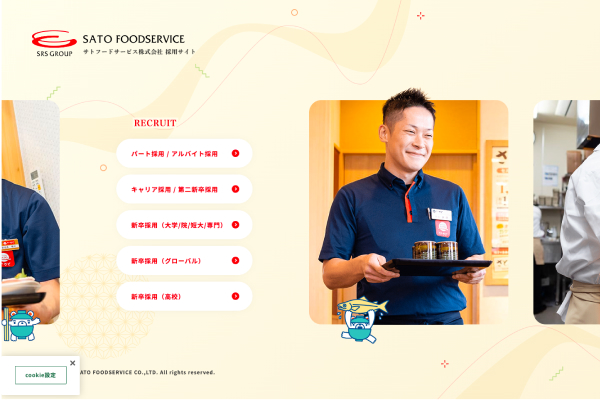 SRS GROUP
SATO FOODSERVICE
サトフードサービス株式会社 採用サイト
RECRUIT
パート採用 / アルバイト採用
キャリア採用 / 第二新卒採用
新卒採用（大学/院/短大/専門）
新卒採用（グローバル）
新卒採用（高校）
cookie設定
ATO FOODSERVICE CO.,LTD. All rights reserved.